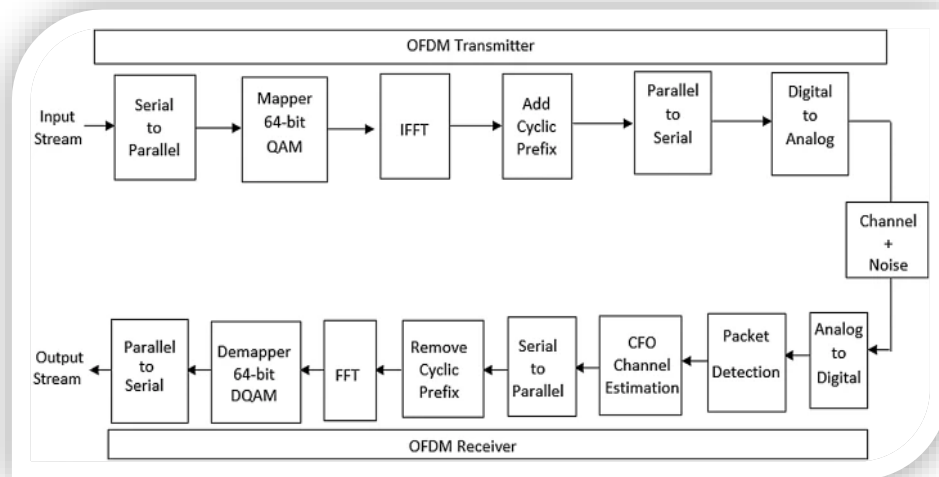 OFDM Transmitter
Input
Stream
Serial
to
Parallel
Mapper
64-bit
QAM
IFFT
Add
Cyclic
Prefix
Parallel
to
Serial
Digital
to
Analog
Channel
+
Noise
Analog
to
Digital
Packet
Detection
CFO
Channel
Estimation
Serial
to
Parallel
Remove
Cyclic
Prefix
FFT
Demapper
64-bit
DQAM
Parallel
to
Serial
Output
Stream
OFDM Receiver